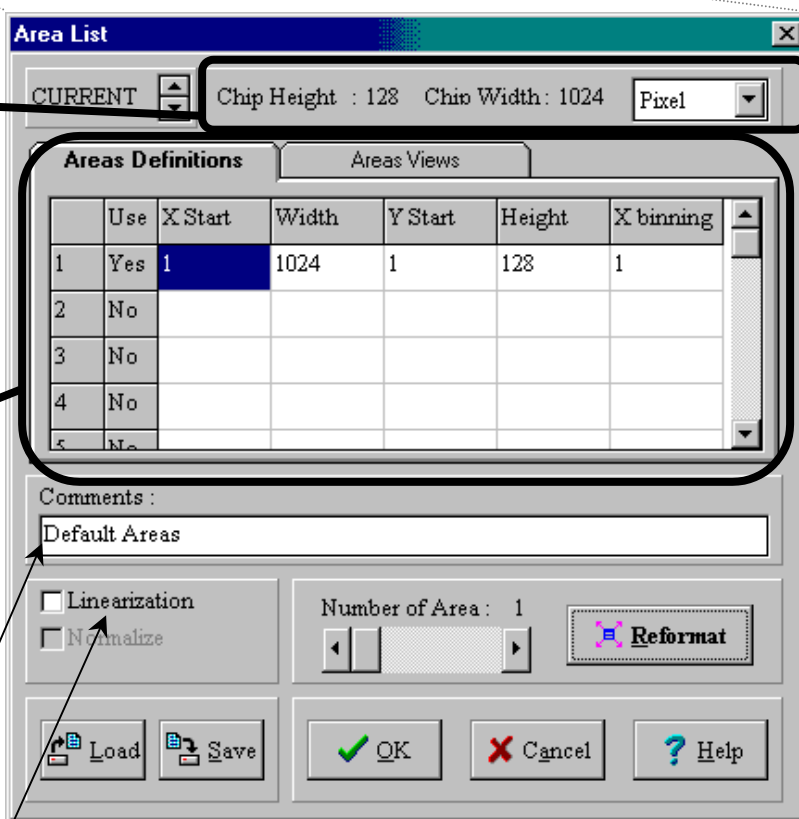 Area List
CURRENT Chip Height : 128 Chip Width : 1024 Pixel
Areas Definitions Areas Views
Use X Start Width Y Start Height X binning
1 Yes 1 1024 1 128 1
2 No
3 No
4 No
5 No
Comments :
Default Areas
Linearization
Normalize
Number of Area : 1
Reformat
Load Save OK Cancel Help